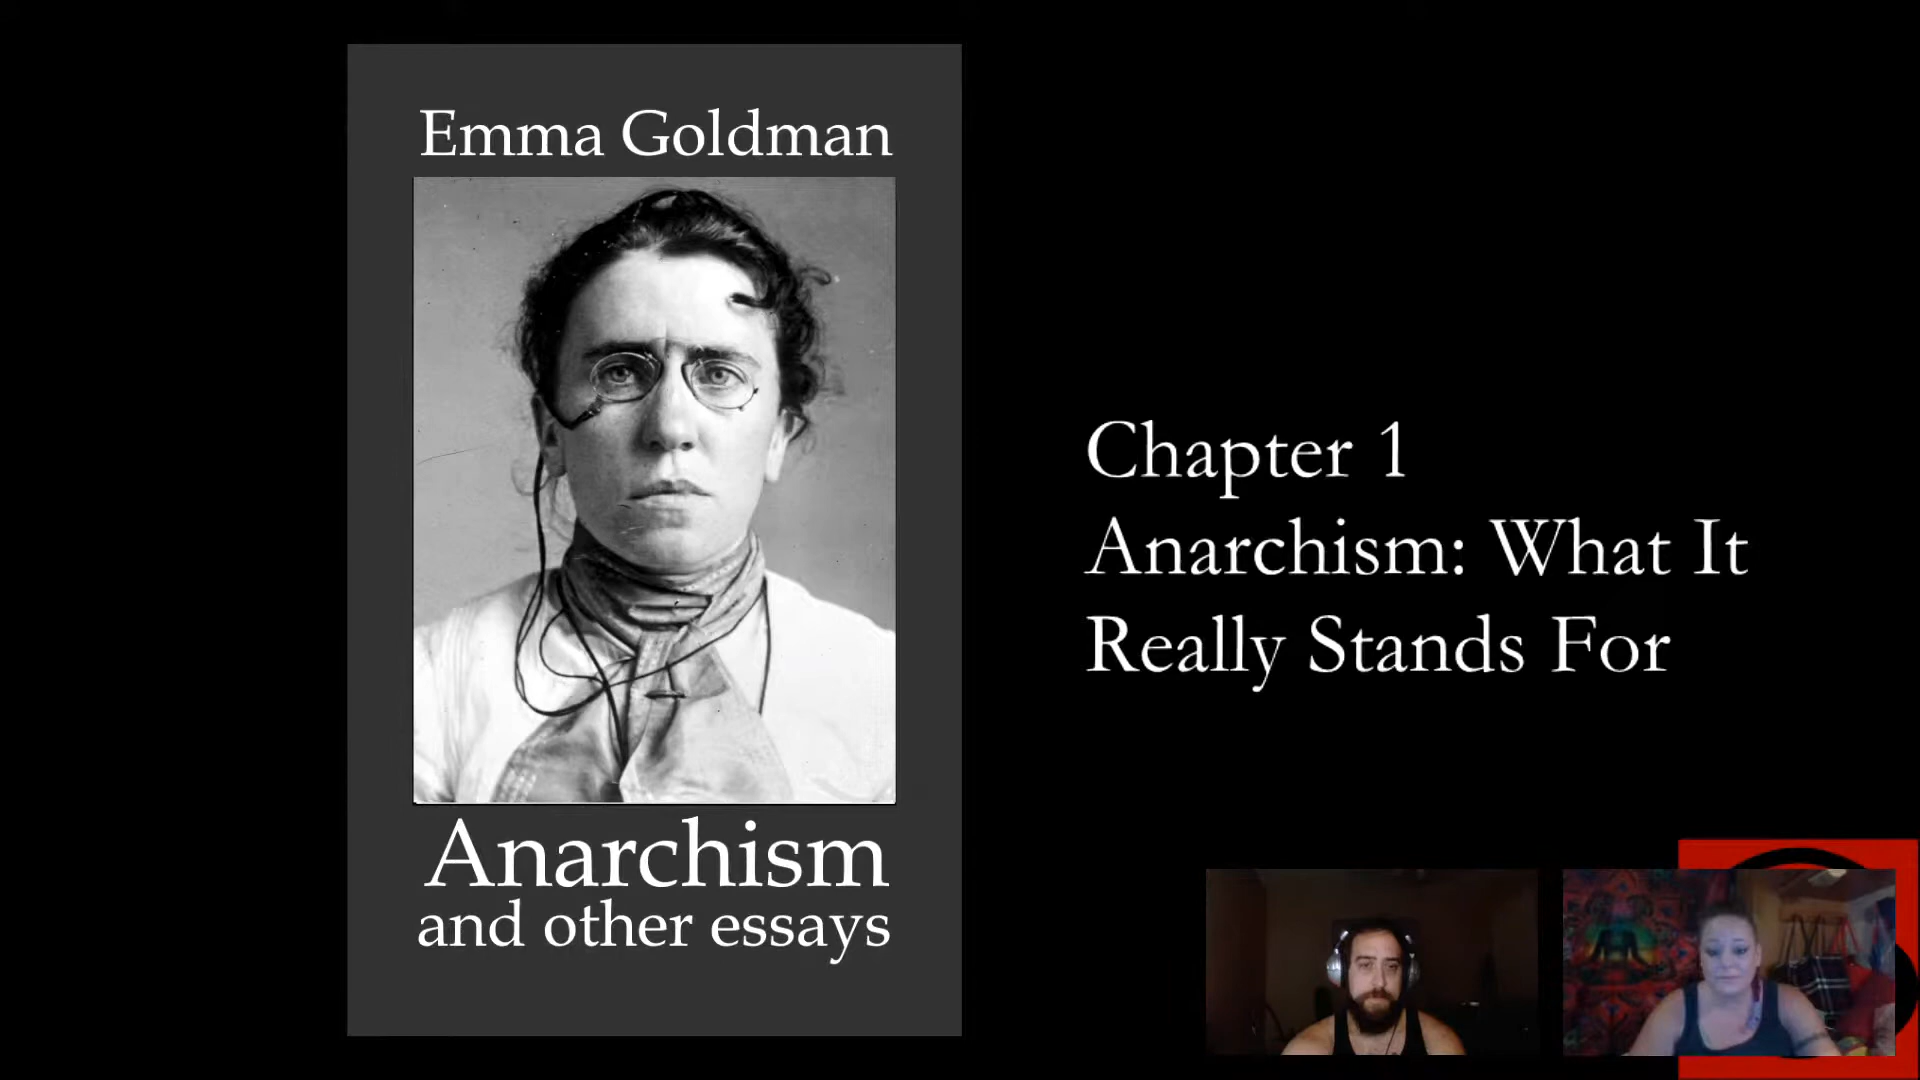 Emma Goldman
Anarchism
and other essays
Chapter 1
Anarchism: What It
Really Stands For